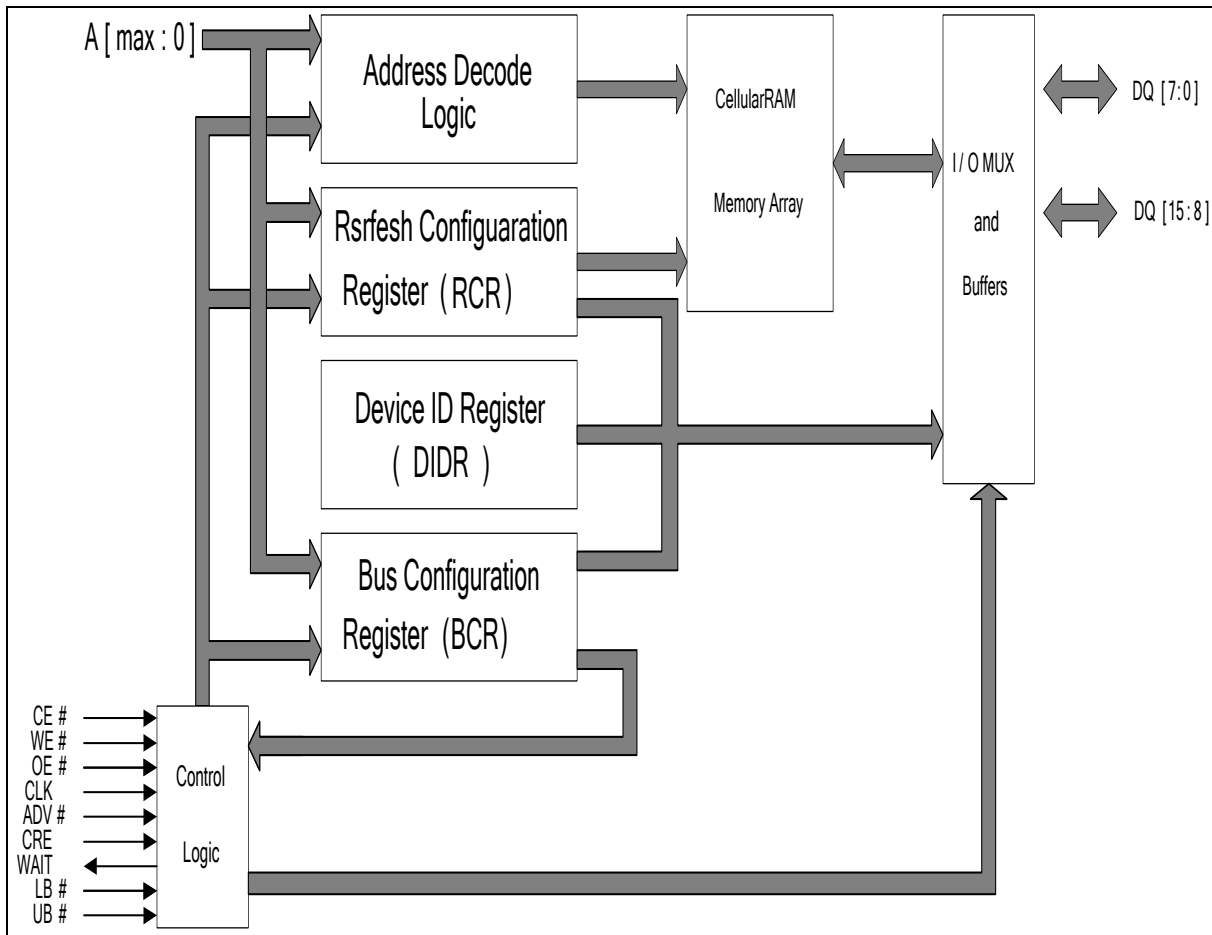 A [ max : 0 ]
Address Decode
Logic
CellularRAM
Memory Array
I / O MUX
and
Buffers
DQ [7:0]
DQ [15:8]
Rsrfesh Configuaration
Register ( RCR )
Device ID Register
( DIDR )
Bus Configuration
Register (BCR)
CE #
WE #
OE #
CLK
ADV #
CRE
WAIT
LB #
UB #
Control
Logic